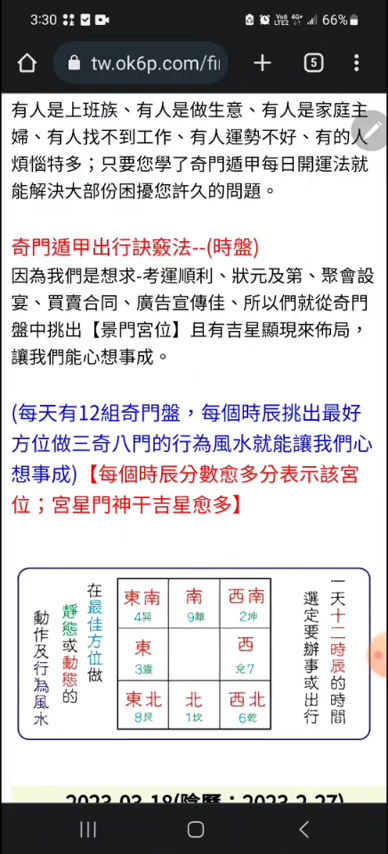 3:30
Vo8 4G+
LTE2
66%
tw.ok6p.com/fi
5
有人是上班族、有人是做生意、有人是家庭主
婦、有人找不到工作、有人運勢不好、有的人
煩惱特多；只要您學了奇門遁甲每日開運法就
能解決大部份困擾您許久的問題。
奇門遁甲出行訣竅法--(時盤)
因為我們是想求-考運順利、狀元及第、聚會設
宴、買賣合同、廣告宣傳佳、所以們就從奇門
盤中挑出【景門宮位】且有吉星顯現來佈局，
讓我們能心想事成。
(每天有12組奇門盤，每個時辰挑出最好
方位做三奇八門的行為風水就能讓我們心
想事成)【每個時辰分數愈多分表示該宮
位；宮星門神干吉星愈多】
一天十二時辰的時間
選定要辦事或出行
東南 南 西南
4巽 9離 2坤
東 西
3震 兌7
東北 北 西北
8艮 1坎 6乾
在最佳方位做
靜態或動態的
動作及行為風水
2023-03-18(陰曆：2023-2-27)